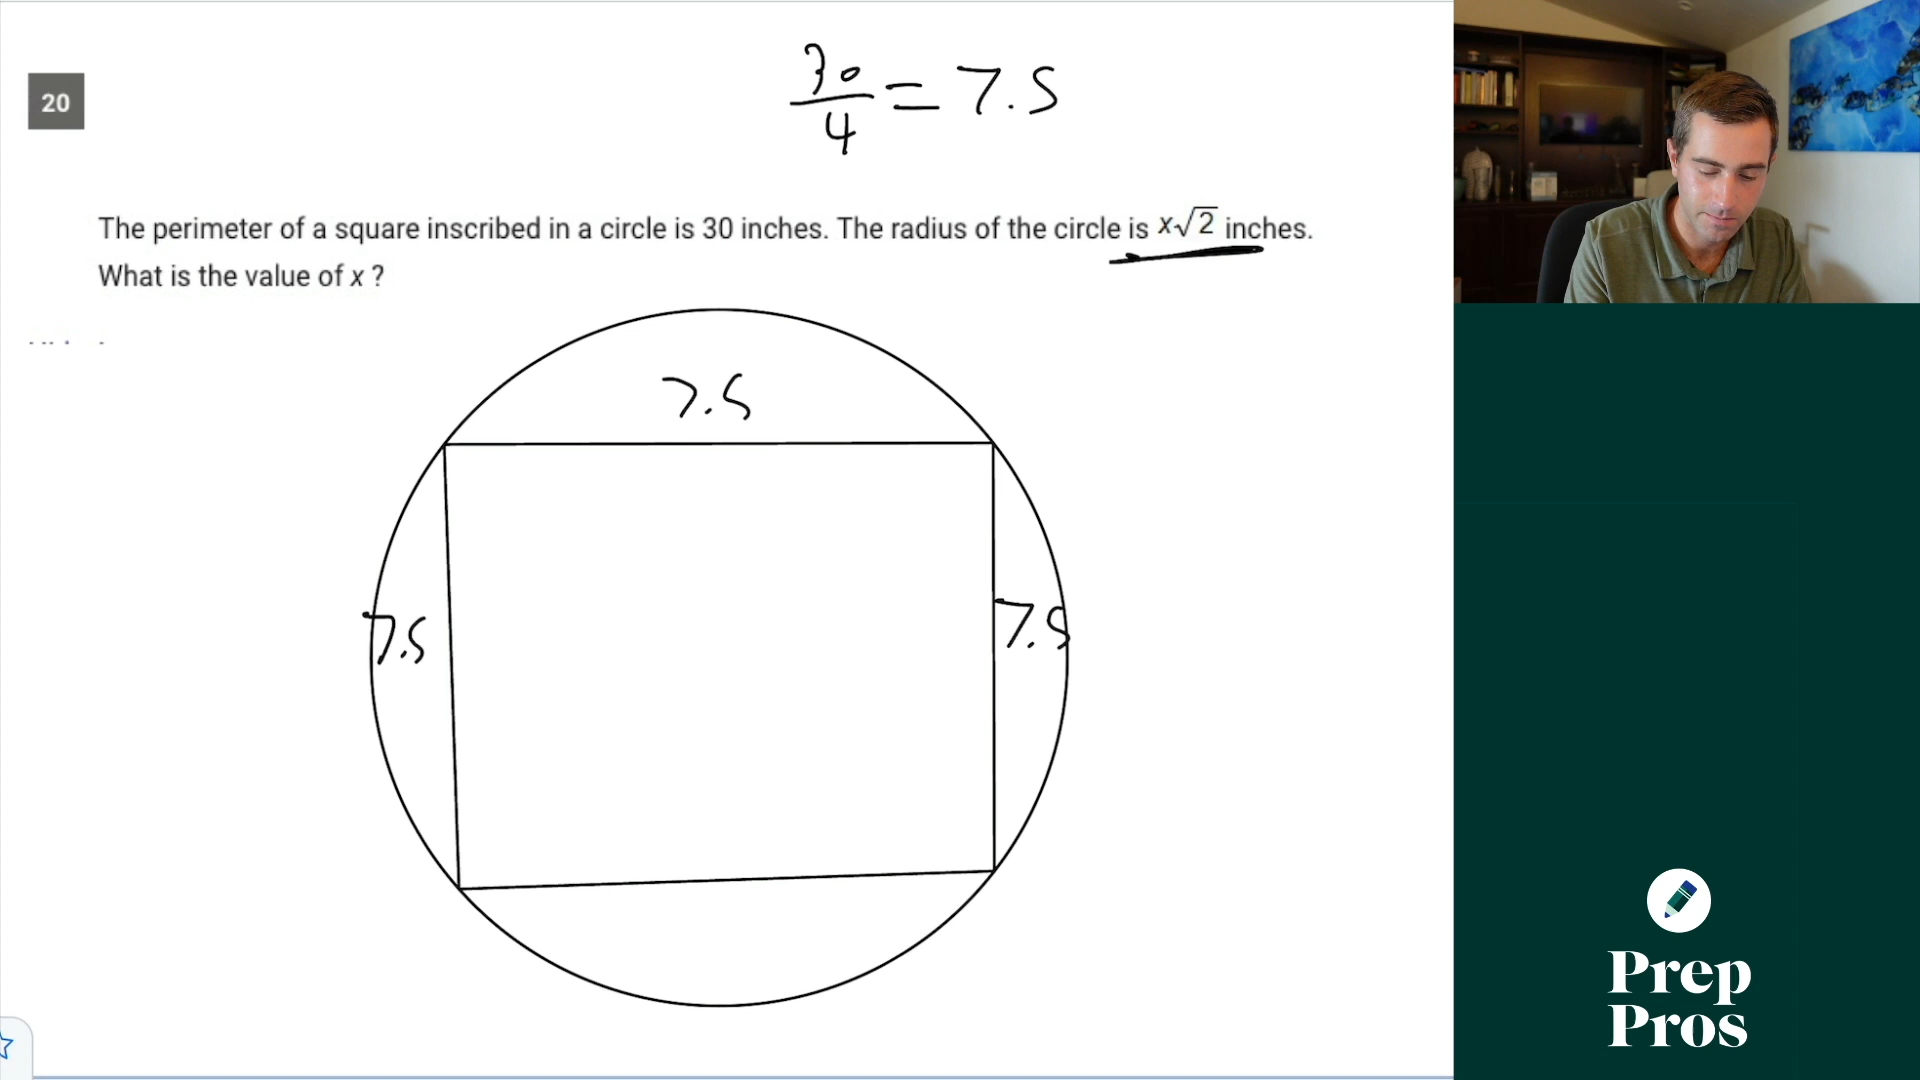 30
4
= 7.5
20
The perimeter of a square inscribed in a circle is 30 inches. The radius of the circle is x√2 inches.
What is the value of x ?
7.5
7.5
7.5
Prep
Pros